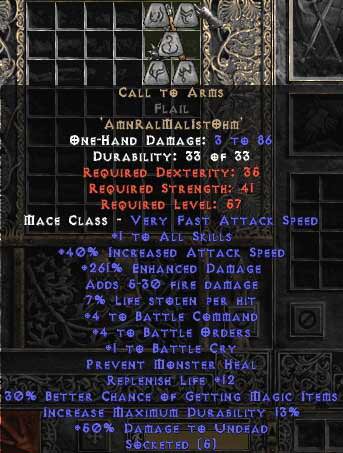 Call to Arms
Flail
'AmnRalMalIstOhm'
One-Hand Damage: 3 to 86
Durability: 33 of 33
Required Dexterity: 35
Required Strength: 41
Required Level: 57
Mace Class - Very Fast Attack Speed
+1 to All Skills
+40% Increased Attack Speed
+261% Enhanced Damage
Adds 5-30 fire damage
7% Life stolen per hit
+4 to Battle Command
+4 to Battle Orders
+1 to Battle Cry
Prevent Monster Heal
Replenish Life +12
30% Better Chance of Getting Magic Items
Increase Maximum Durability 13%
+50% Damage to Undead
Socketed (5)